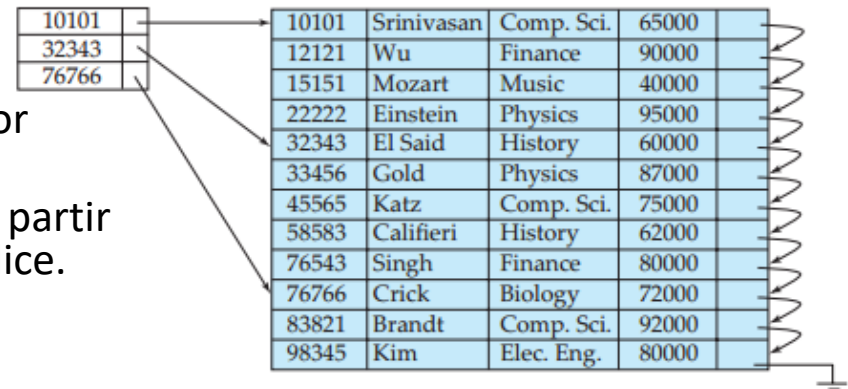 10101
32343
76766
or
partir
ice.
10101 Srinivasan Comp. Sci. 65000
12121 Wu Finance 90000
15151 Mozart Music 40000
22222 Einstein Physics 95000
32343 El Said History 60000
33456 Gold Physics 87000
45565 Katz Comp. Sci. 75000
58583 Califieri History 62000
76543 Singh Finance 80000
76766 Crick Biology 72000
83821 Brandt Comp. Sci. 92000
98345 Kim Elec. Eng. 80000